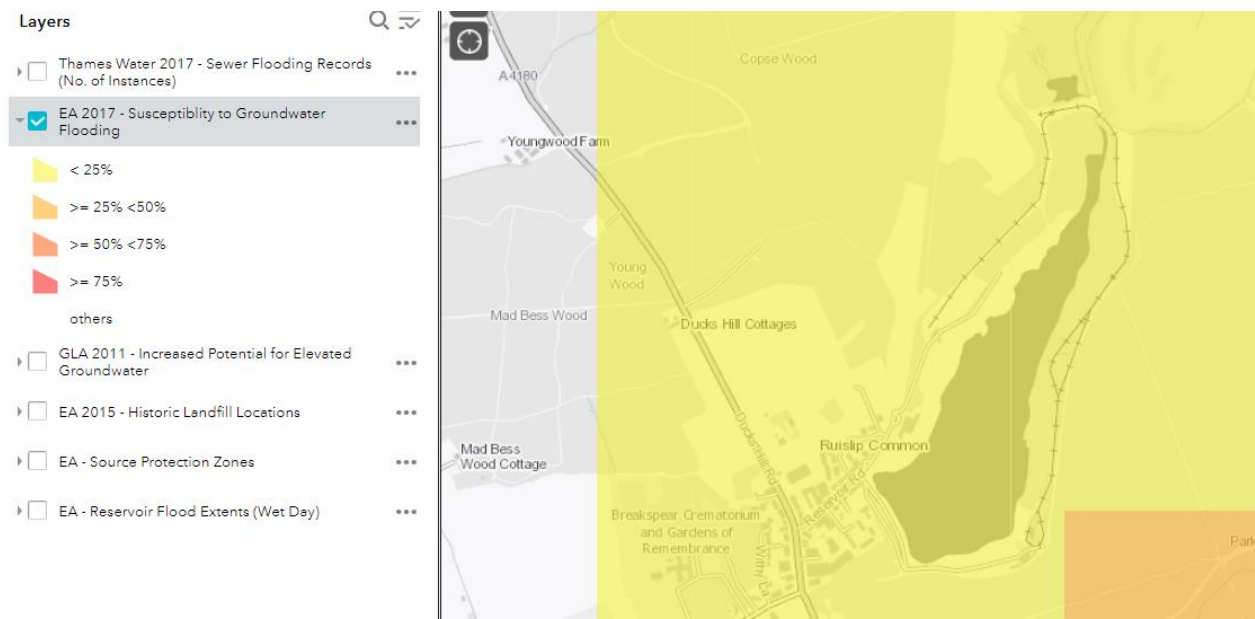 Layers
Thames Water 2017 - Sewer Flooding Records
(No. of Instances)
EA 2017 - Susceptiblity to Groundwater
Flooding
< 25%
>= 25% <50%
>= 50% <75%
>= 75%
others
GLA 2011 - Increased Potential for Elevated
Groundwater
EA 2015 - Historic Landfill Locations
EA - Source Protection Zones
EA - Reservoir Flood Extents (Wet Day)
Copse Wood
A4180
Youngwood Farm
Young
Wood
Mad Bess Wood
Ducks Hill Cottages
Ducks Hill Rd
Ruislip Common
Mad Bess
Wood Cottage
Reservoir Rd
Breakspear Crematorium
and Gardens of
Remembrance
Withy La
Park